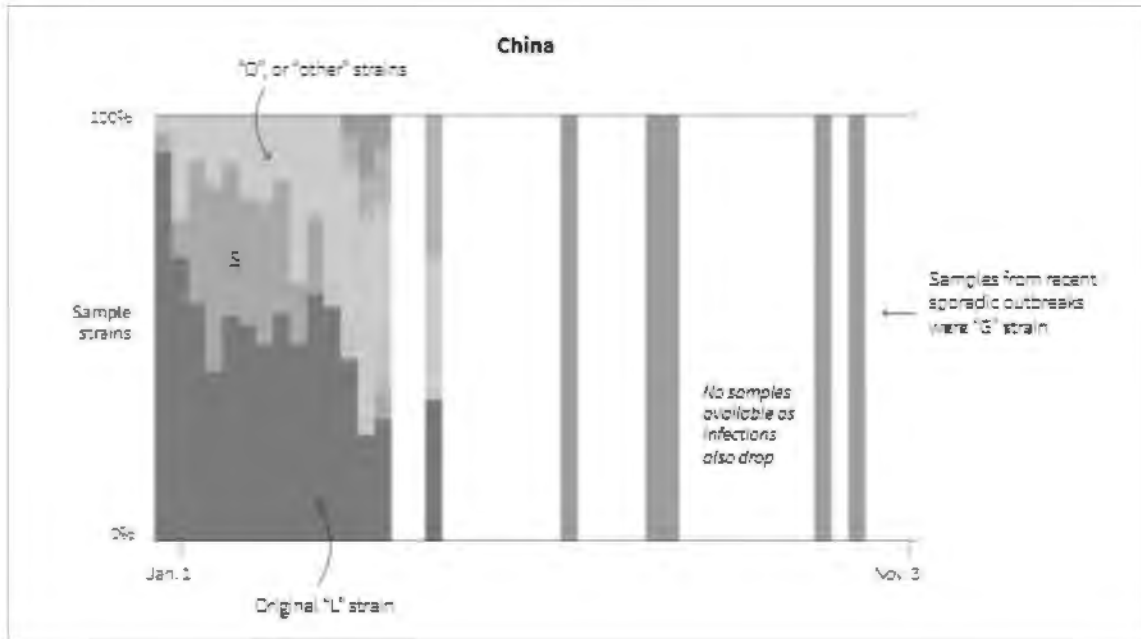 China
"O", or "other" strains
100%
S
Sample
strains
Samples from recent
sporadic outbreaks
were "G" strain
No samples
available as
infections
also drop
0%
Jan. 1
Nov. 3
Original "L" strain